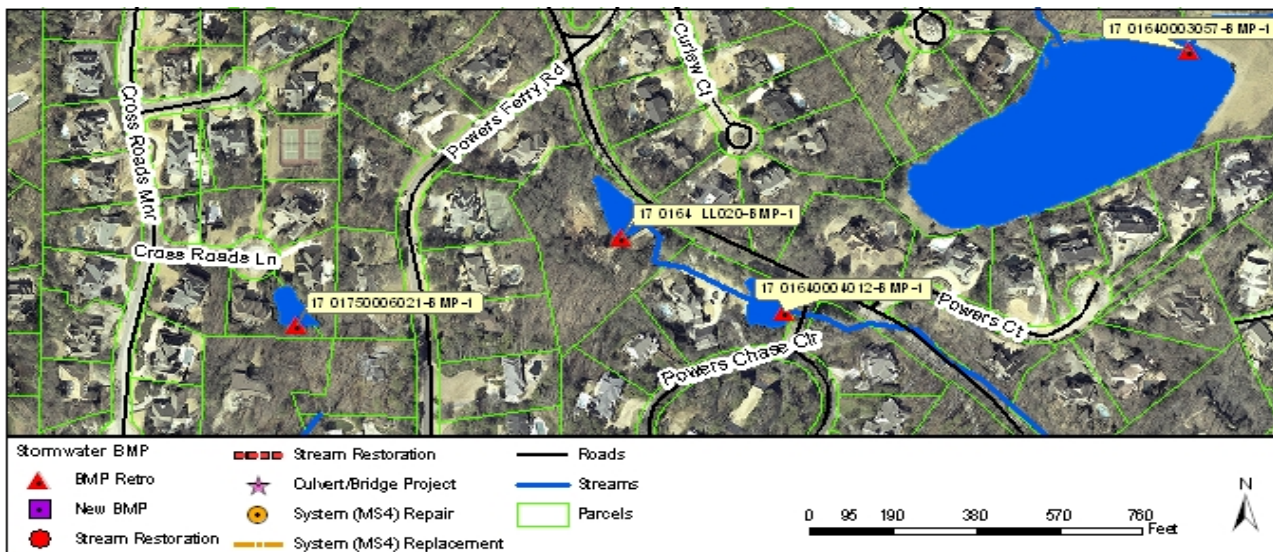 17 01640003057-BMP-1
Curlew Ct
Powers Ferry Rd
Cross Roads Mnr
17 0164 LL020-BMP-1
Cross Roads Ln
17 01640004012-BMP-1
17 01750006021-BMP-1
Powers Ct
Powers Chase Cir
Stormwater BMP
BMP Retro
New BMP
Stream Restoration
Stream Restoration
Culvert/Bridge Project
System (MS4) Repair
System (MS4) Replacement
Roads
Streams
Parcels
N
0 95 190 380 570 760
Feet